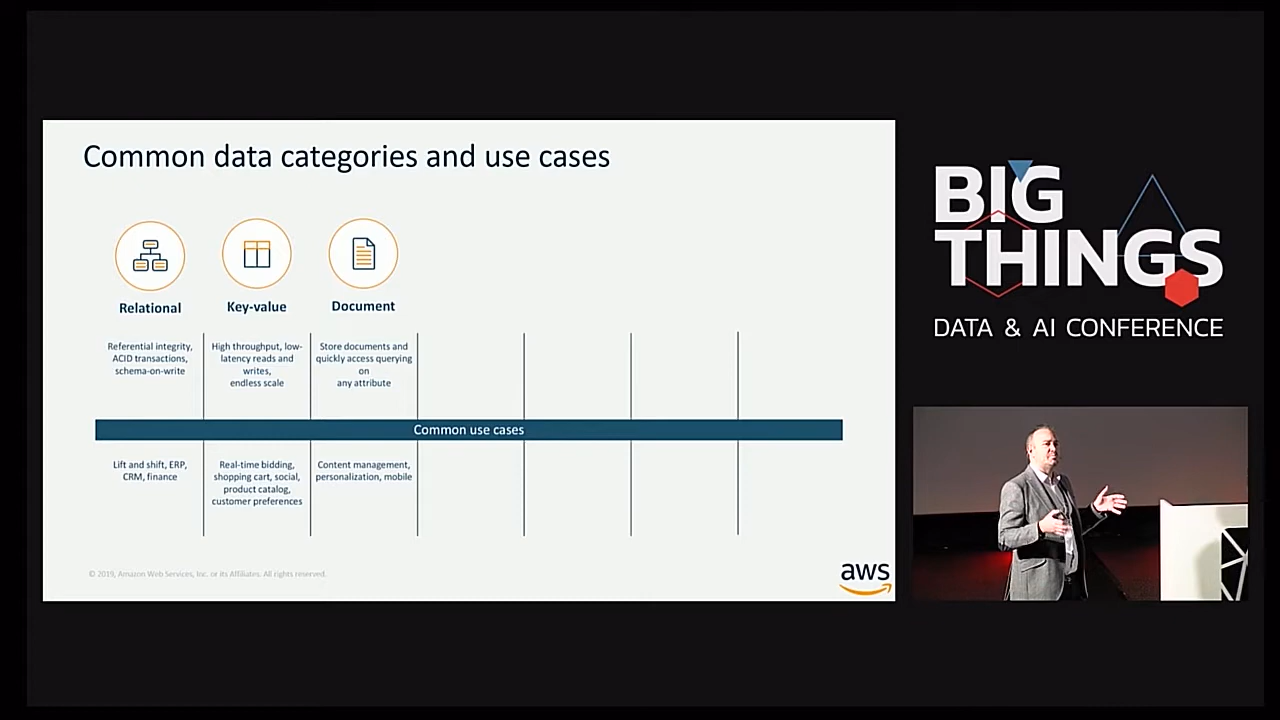 Common data categories and use cases
Relational
Key-value
Document
Referential integrity,
ACID transactions,
schema-on-write
High throughput, low-
latency reads and
writes,
endless scale
Store documents and
quickly access querying
on
any attribute
Common use cases
Lift and shift, ERP,
CRM, finance
Real-time bidding,
shopping cart, social,
product catalog,
customer preferences
Content management,
personalization, mobile
© 2019, Amazon Web Services, Inc. or its Affiliates. All rights reserved.
aws
BIG
THINGS
DATA & AI CONFERENCE